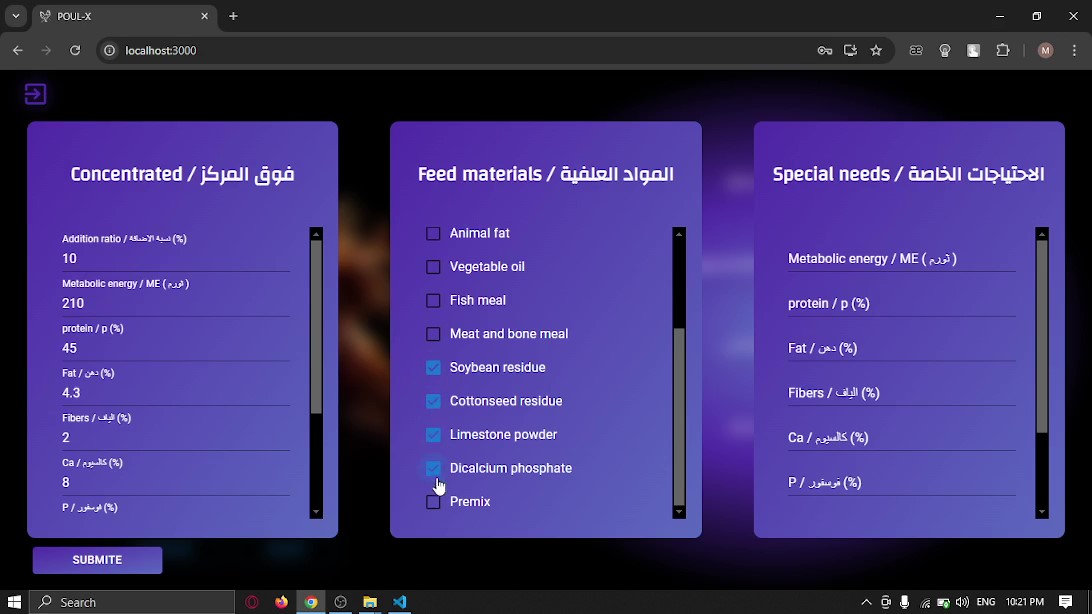 POUL-X
localhost:3000
M
Concentrated / فوق المركز
Addition ratio / نسبة الاضافة (%)
10
Metabolic energy / ME ( ثورم )
210
protein / p (%)
45
Fat / دهن (%)
4.3
Fibers / الياف (%)
2
Ca / كالسيوم (%)
8
P / فوسفور (%)
Feed materials / المواد العلفية
Animal fat
Vegetable oil
Fish meal
Meat and bone meal
Soybean residue
Cottonseed residue
Limestone powder
Dicalcium phosphate
Premix
Special needs / الاحتياجات الخاصة
Metabolic energy / ME ( ثورم )
protein / p (%)
Fat / دهن (%)
Fibers / الياف (%)
Ca / كالسيوم (%)
P / فوسفور (%)
SUBMITE
Search
ENG
10:21 PM